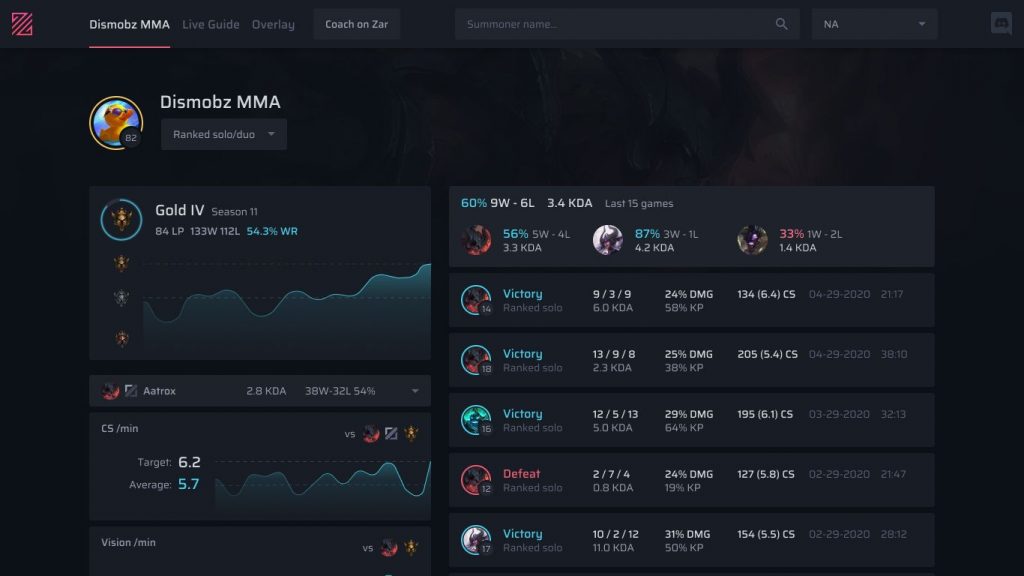 Dismobz MMA
Live Guide
Overlay
Coach on Zar
Summoner name...
NA
Dismobz MMA
82
Ranked solo/duo
Gold IV Season 11
84 LP 133W 112L 54.3% WR
Aatrox 2.8 KDA 38W-32L 54%
CS /min
vs
Target: 6.2
Average: 5.7
Vision /min
vs
60% 9W - 6L 3.4 KDA Last 15 games
56% 5W - 4L
3.3 KDA
87% 3W - 1L
4.2 KDA
33% 1W - 2L
1.4 KDA
14
Victory 9 / 3 / 9 24% DMG 134 (6.4) CS 04-29-2020 21:17
Ranked solo 6.0 KDA 58% KP
18
Victory 13 / 9 / 8 25% DMG 205 (5.4) CS 04-29-2020 38:10
Ranked solo 2.3 KDA 38% KP
16
Victory 12 / 5 / 13 29% DMG 195 (6.1) CS 03-29-2020 32:13
Ranked solo 5.0 KDA 64% KP
12
Defeat 2 / 7 / 4 24% DMG 127 (5.8) CS 02-29-2020 21:47
Ranked solo 0.8 KDA 19% KP
17
Victory 10 / 2 / 12 31% DMG 154 (5.5) CS 02-29-2020 28:12
Ranked solo 11.0 KDA 50% KP